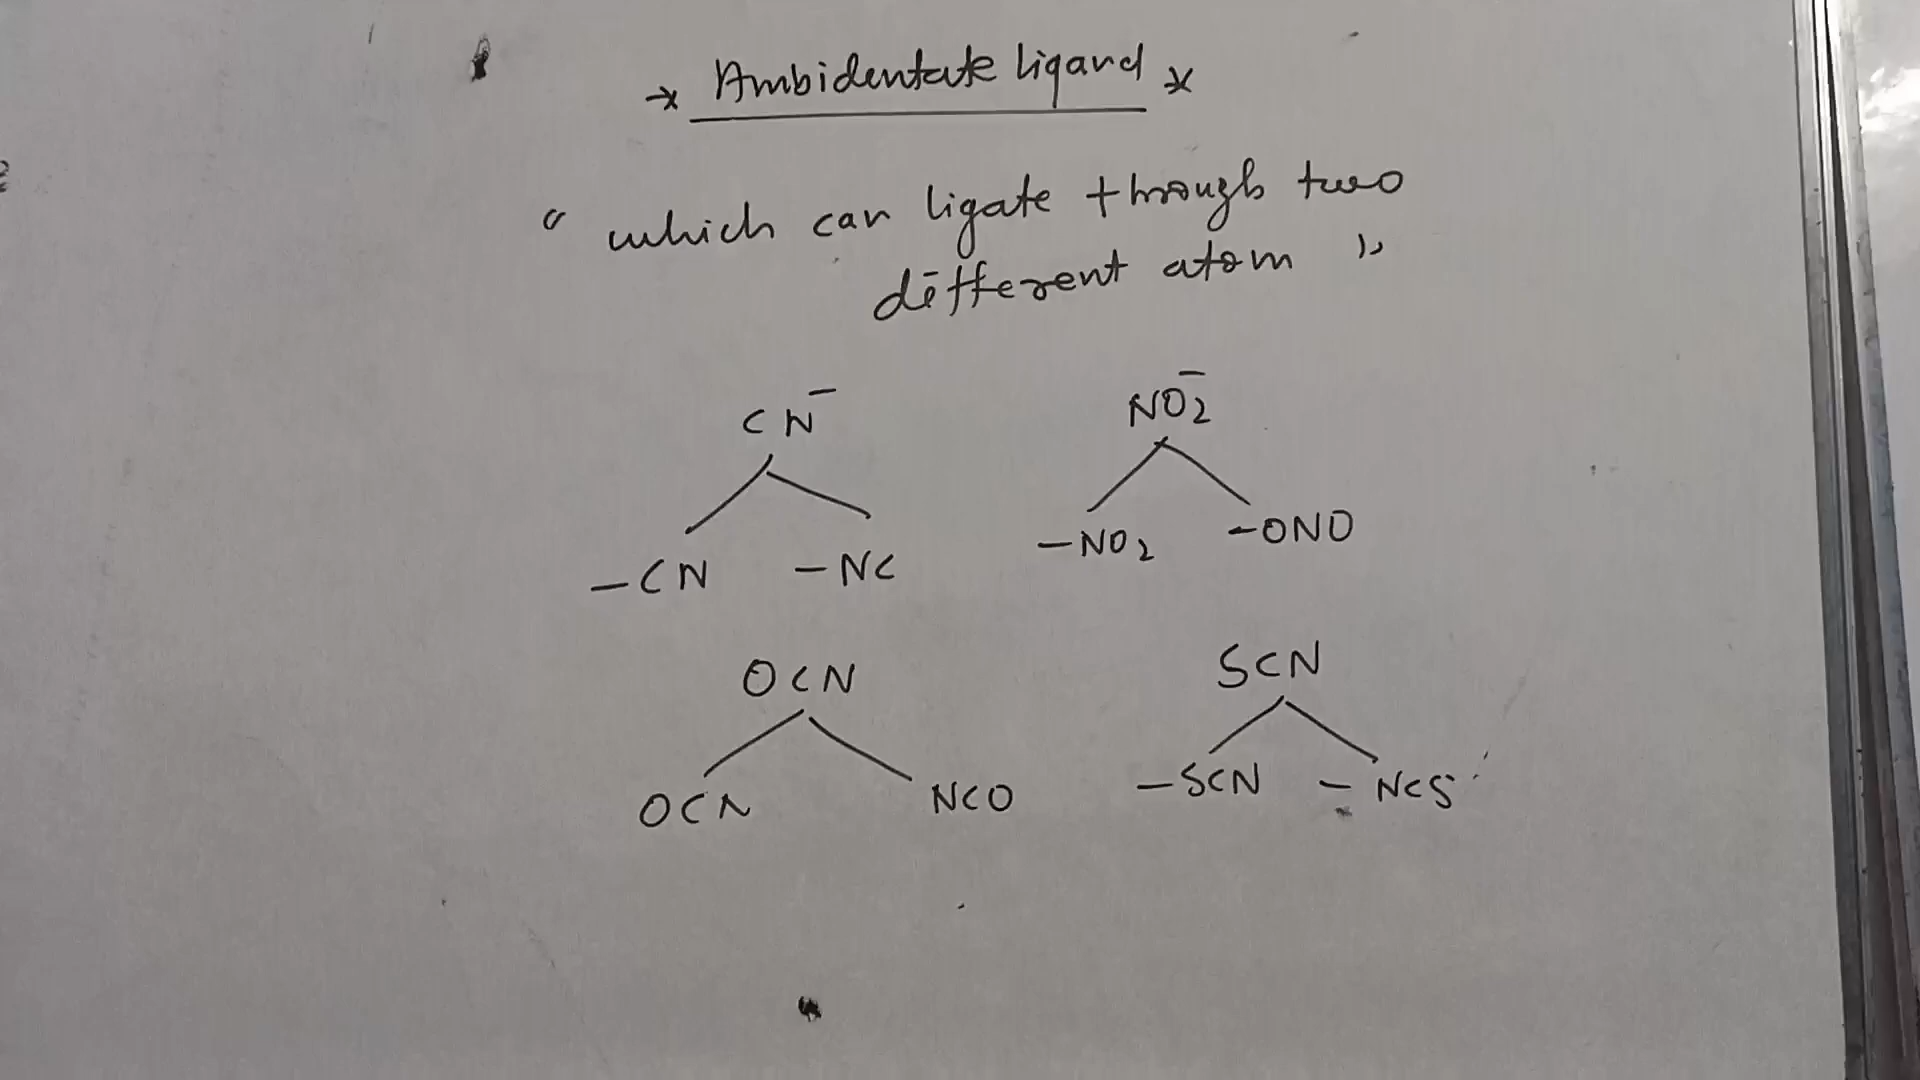 * Ambidentate ligand *
“ which can ligate through two
different atom ”
CN⁻ NO₂⁻
–CN –NC –NO₂ –ONO
OCN SCN
OCN NCO –SCN – NCS